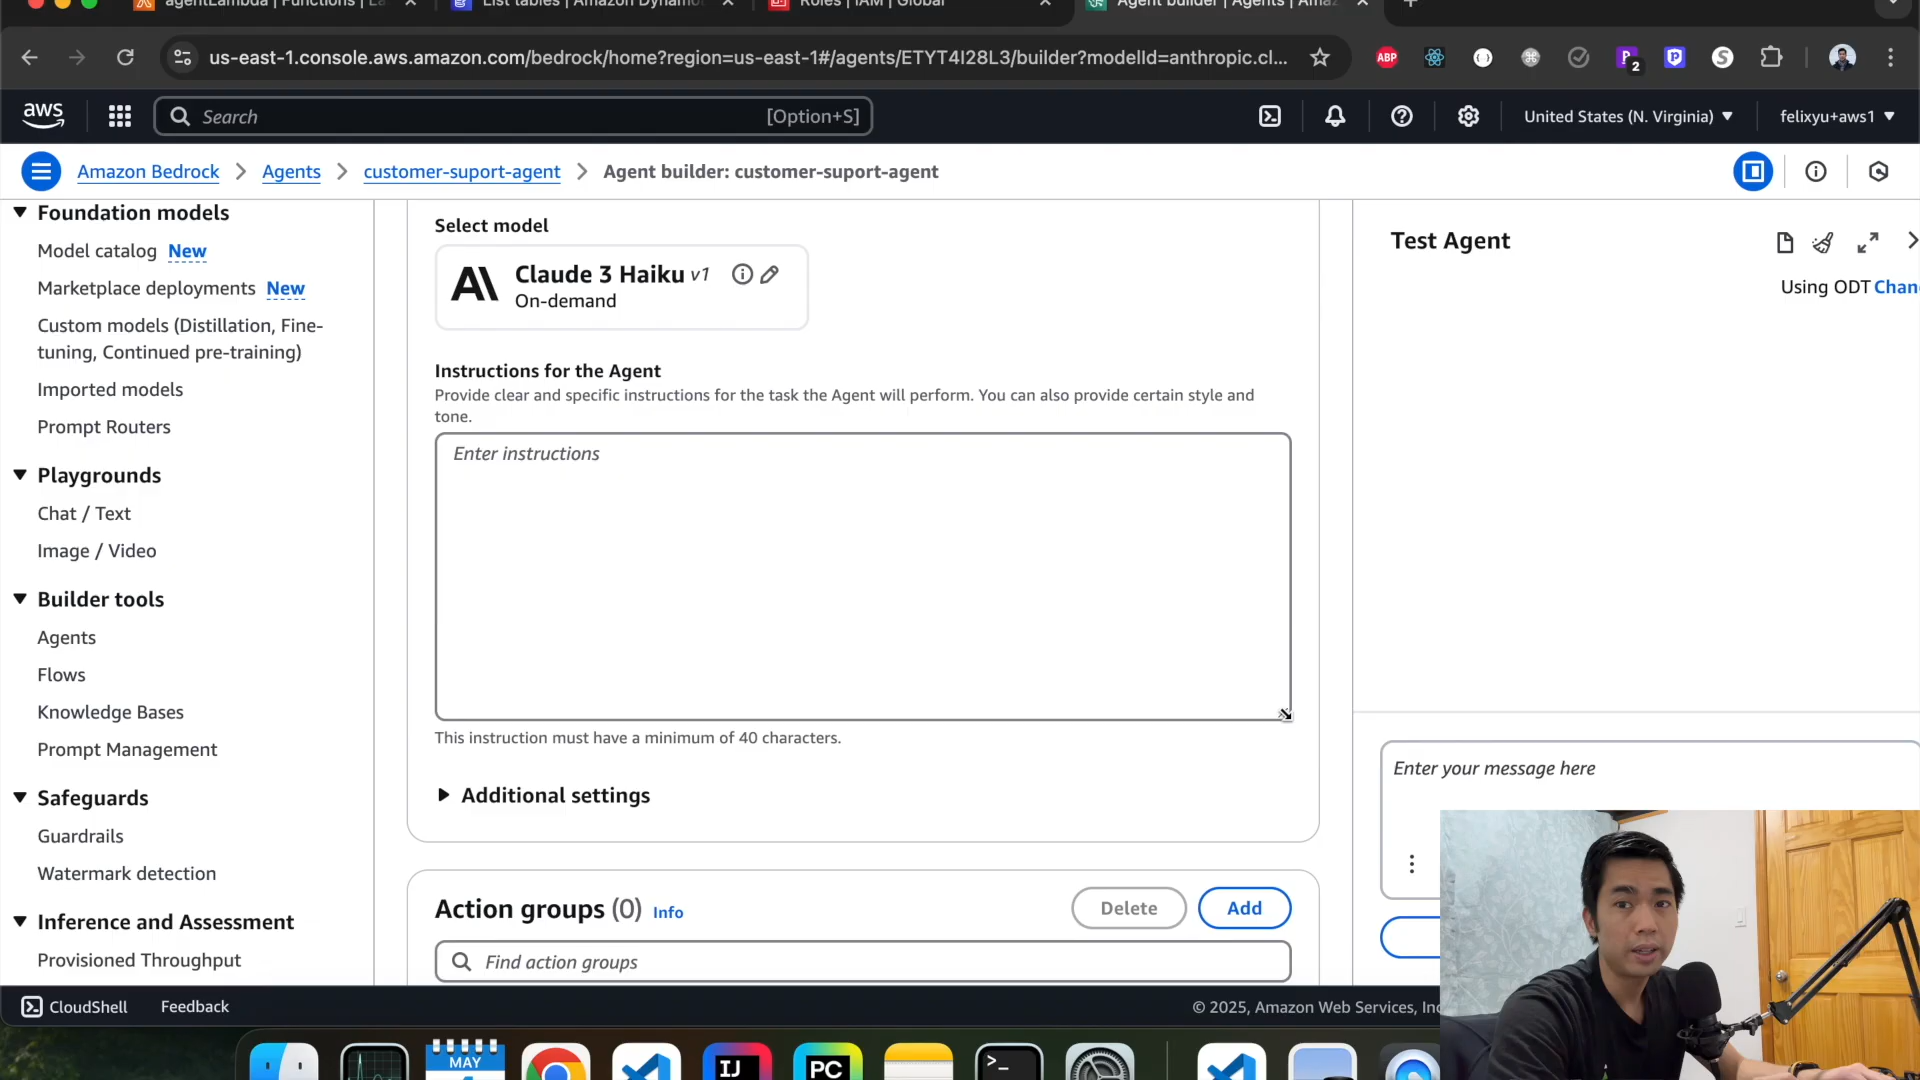 agentLambda | Functions | La
List tables | Amazon Dynamo
Roles | IAM | Global
Agent builder | Agents | Amaz
us-east-1.console.aws.amazon.com/bedrock/home?region=us-east-1#/agents/ETYT4I28L3/builder?modelId=anthropic.cl...
ABP
2
aws
Search
[Option+S]
United States (N. Virginia)
felixyu+aws1
Amazon Bedrock
Agents
customer-suport-agent
Agent builder: customer-suport-agent
Foundation models
Model catalog New
Marketplace deployments New
Custom models (Distillation, Fine-
tuning, Continued pre-training)
Imported models
Prompt Routers
Playgrounds
Chat / Text
Image / Video
Builder tools
Agents
Flows
Knowledge Bases
Prompt Management
Safeguards
Guardrails
Watermark detection
Inference and Assessment
Provisioned Throughput
Select model
Claude 3 Haiku v1
On-demand
Instructions for the Agent
Provide clear and specific instructions for the task the Agent will perform. You can also provide certain style and
tone.
Enter instructions
This instruction must have a minimum of 40 characters.
Additional settings
Action groups (0) Info
Delete
Add
Find action groups
Test Agent
Using ODT Chan
Enter your message here
CloudShell
Feedback
© 2025, Amazon Web Services, Inc
MAY
IJ
PC